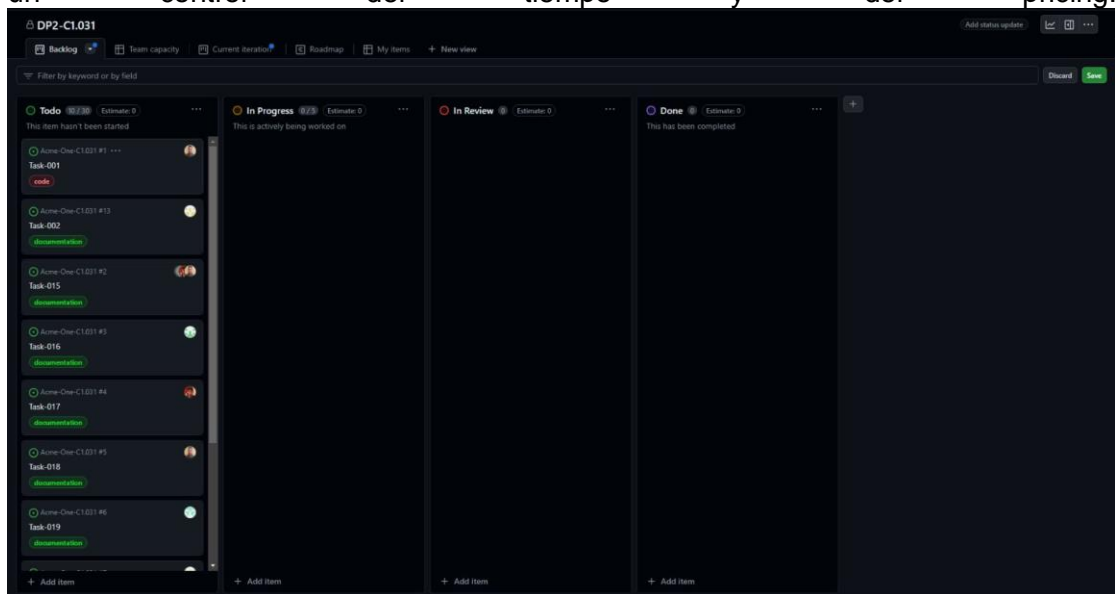 un control del tiempo y del pricing.
DP2-C1.031
Add status update
Backlog
Team capacity
Current iteration
Roadmap
My items
+ New view
Filter by keyword or by field
Discard
Save
Todo 10 / 30 Estimate: 0
This item hasn't been started
In Progress 0 / 5 Estimate: 0
This is actively being worked on
In Review 0 Estimate: 0
Done 0 Estimate: 0
This has been completed
Acme-One-C1.031 #1
Task-001
code
Acme-One-C1.031 #13
Task-002
documentation
Acme-One-C1.031 #2
Task-015
documentation
Acme-One-C1.031 #3
Task-016
documentation
Acme-One-C1.031 #4
Task-017
documentation
Acme-One-C1.031 #5
Task-018
documentation
Acme-One-C1.031 #6
Task-019
documentation
+ Add item
+ Add item
+ Add item
+ Add item